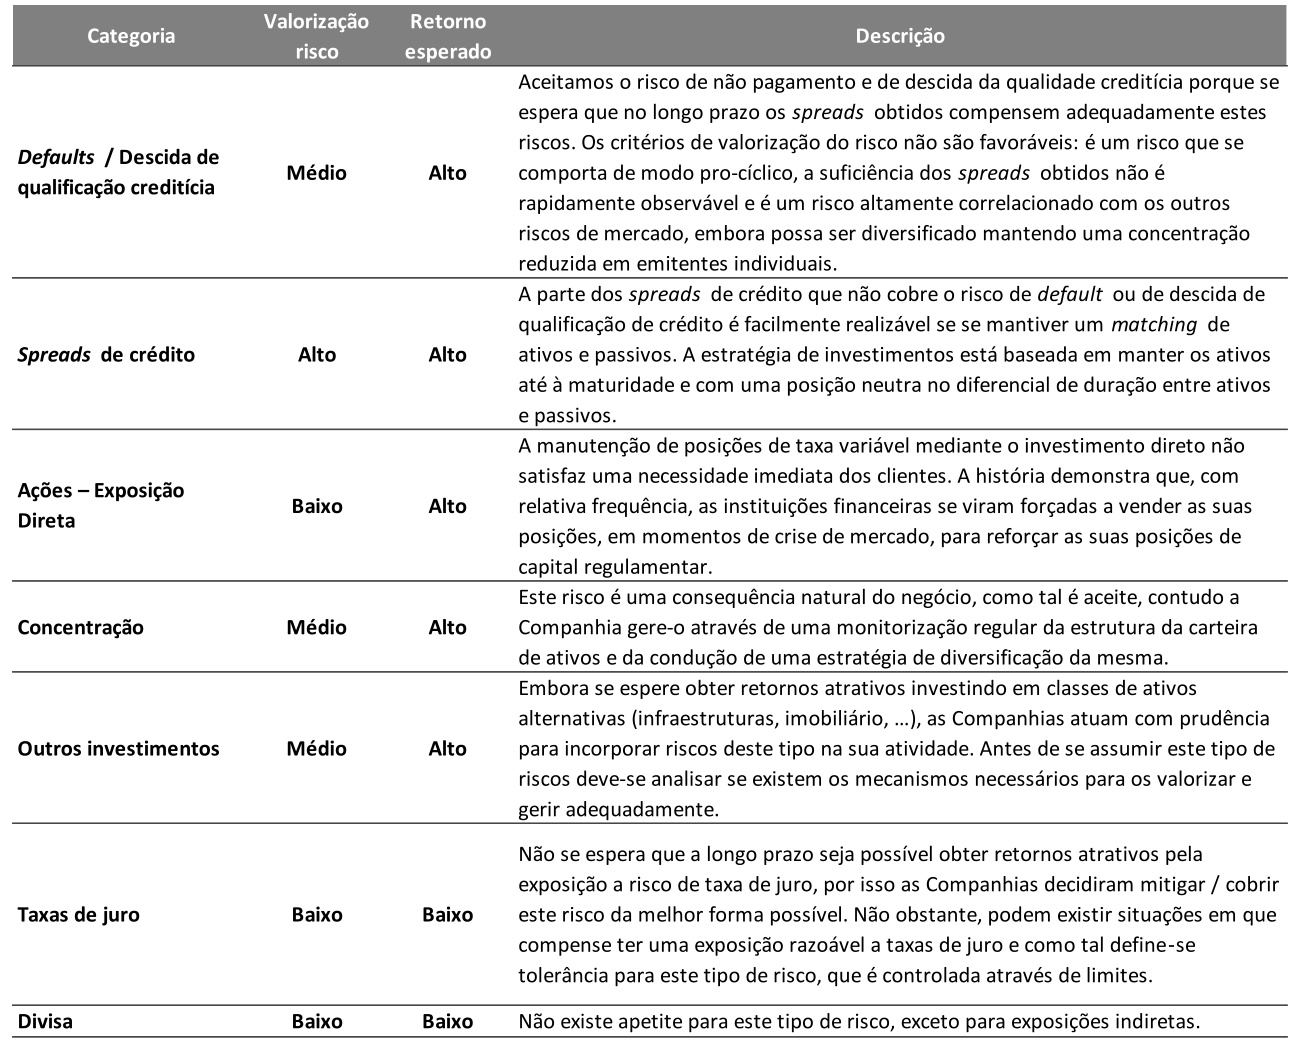 Categoria
Valorização
risco
Retorno
esperado
Descrição
Defaults / Descida de
qualificação creditícia
Médio
Alto
Aceitamos o risco de não pagamento e de descida da qualidade creditícia porque se
espera que no longo prazo os spreads obtidos compensem adequadamente estes
riscos. Os critérios de valorização do risco não são favoráveis: é um risco que se
comporta de modo pro-cíclico, a suficiência dos spreads obtidos não é
rapidamente observável e é um risco altamente correlacionado com os outros
riscos de mercado, embora possa ser diversificado mantendo uma concentração
reduzida em emitentes individuais.
Spreads de crédito
Alto
Alto
A parte dos spreads de crédito que não cobre o risco de default ou de descida de
qualificação de crédito é facilmente realizável se se mantiver um matching de
ativos e passivos. A estratégia de investimentos está baseada em manter os ativos
até à maturidade e com uma posição neutra no diferencial de duração entre ativos
e passivos.
Ações – Exposição
Direta
Baixo
Alto
A manutenção de posições de taxa variável mediante o investimento direto não
satisfaz uma necessidade imediata dos clientes. A história demonstra que, com
relativa frequência, as instituições financeiras se viram forçadas a vender as suas
posições, em momentos de crise de mercado, para reforçar as suas posições de
capital regulamentar.
Concentração
Médio
Alto
Este risco é uma consequência natural do negócio, como tal é aceite, contudo a
Companhia gere-o através de uma monitorização regular da estrutura da carteira
de ativos e da condução de uma estratégia de diversificação da mesma.
Outros investimentos
Médio
Alto
Embora se espere obter retornos atrativos investindo em classes de ativos
alternativas (infraestruturas, imobiliário, …), as Companhias atuam com prudência
para incorporar riscos deste tipo na sua atividade. Antes de se assumir este tipo de
riscos deve-se analisar se existem os mecanismos necessários para os valorizar e
gerir adequadamente.
Taxas de juro
Baixo
Baixo
Não se espera que a longo prazo seja possível obter retornos atrativos pela
exposição a risco de taxa de juro, por isso as Companhias decidiram mitigar / cobrir
este risco da melhor forma possível. Não obstante, podem existir situações em que
compense ter uma exposição razoável a taxas de juro e como tal define-se
tolerância para este tipo de risco, que é controlada através de limites.
Divisa
Baixo
Baixo
Não existe apetite para este tipo de risco, exceto para exposições indiretas.